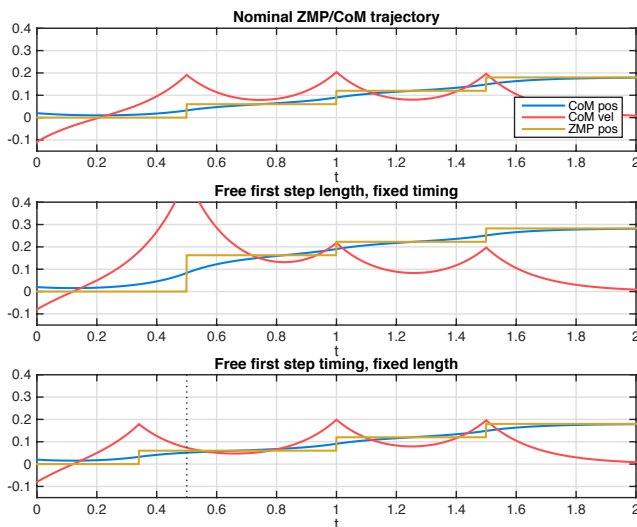 Nominal ZMP/CoM trajectory
0.4
0.3
0.2
0.1
0
-0.1
CoM pos
CoM vel
ZMP pos
0 0.2 0.4 0.6 0.8 1 1.2 1.4 1.6 1.8 2
t
Free first step length, fixed timing
0.4
0.3
0.2
0.1
0
-0.1
0 0.2 0.4 0.6 0.8 1 1.2 1.4 1.6 1.8 2
t
Free first step timing, fixed length
0.4
0.3
0.2
0.1
0
-0.1
0 0.2 0.4 0.6 0.8 1 1.2 1.4 1.6 1.8 2
t